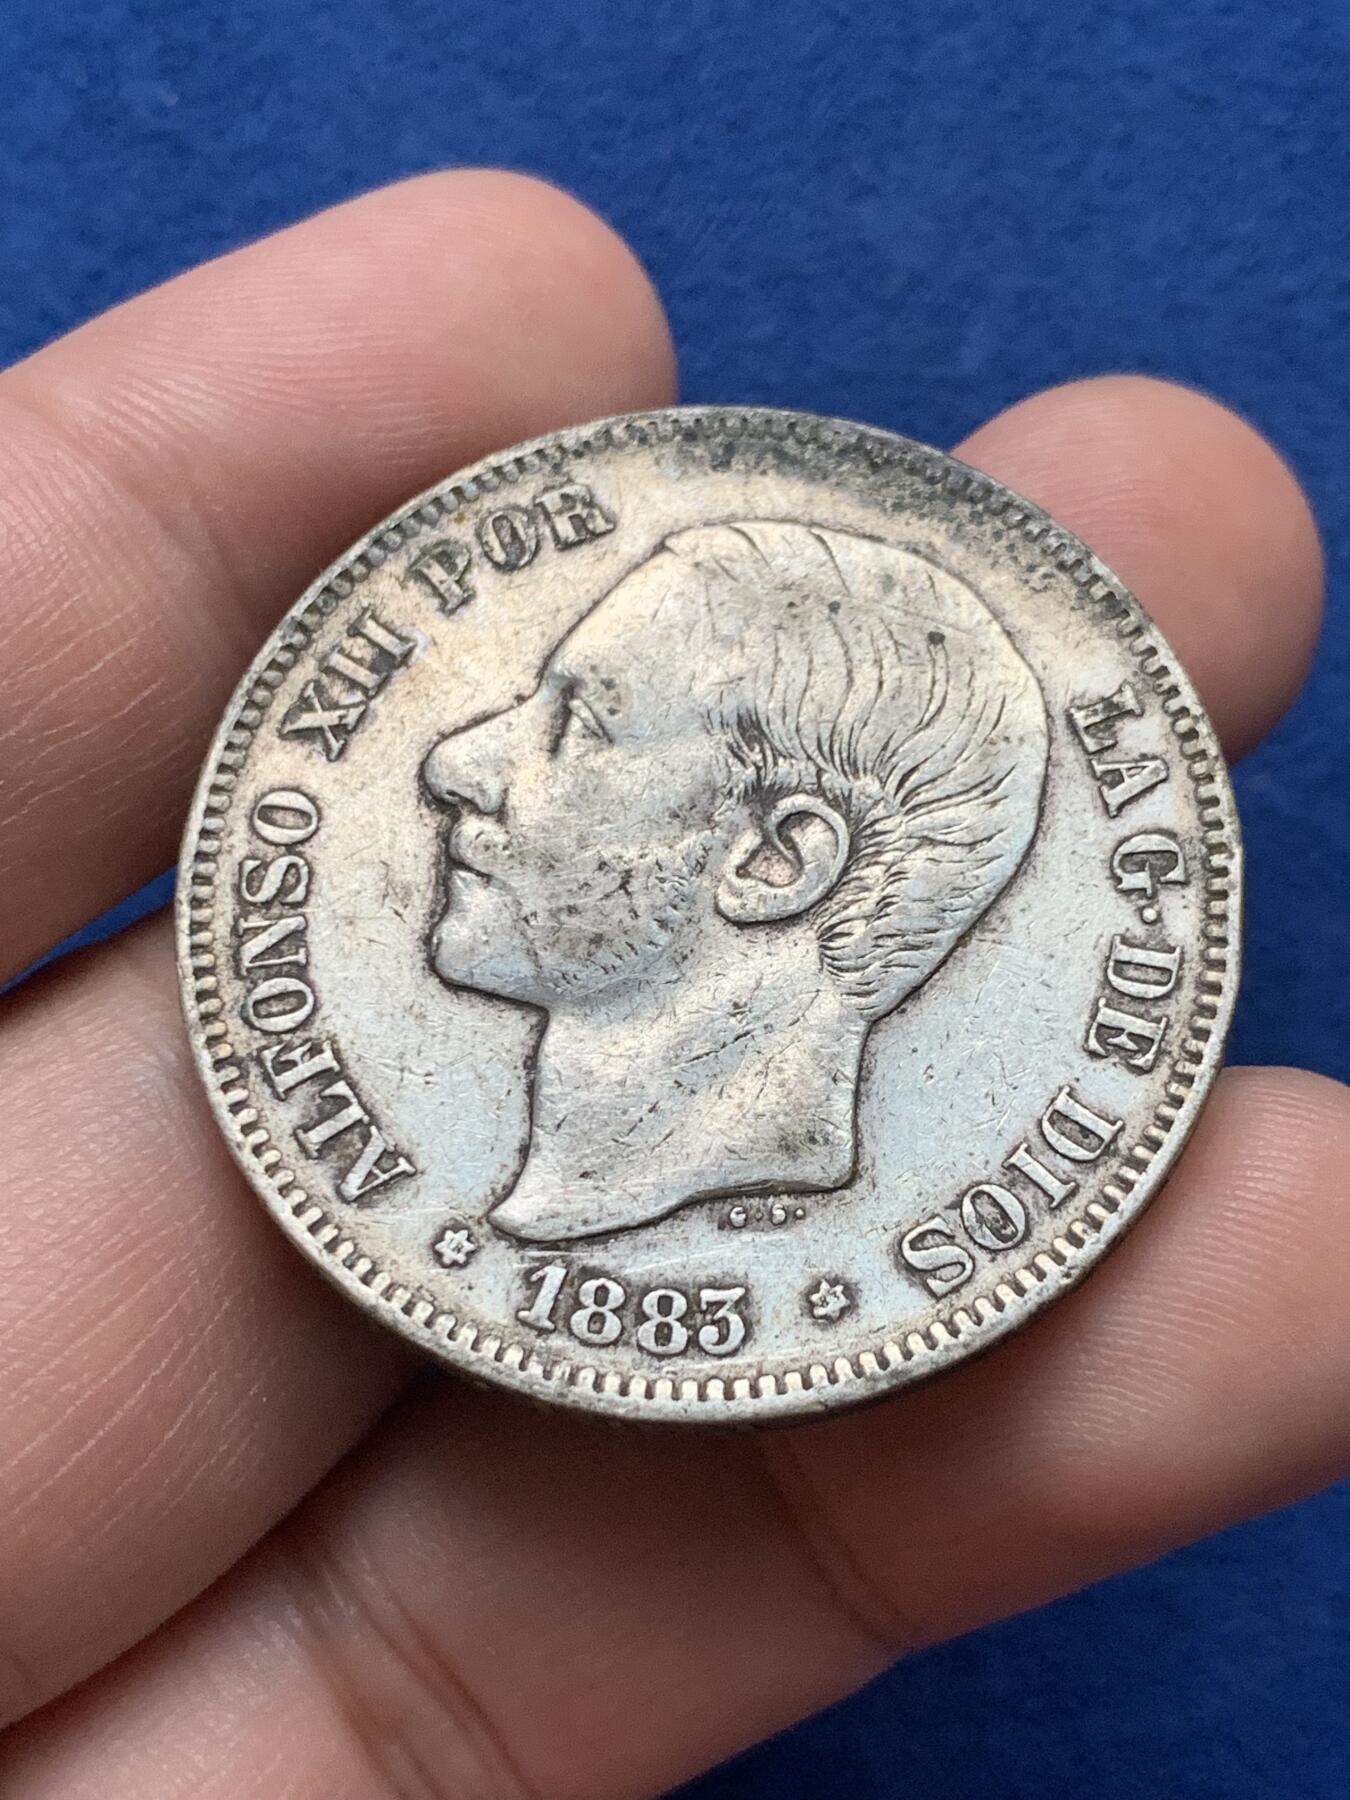 ALFONSO XII POR LA G. DE DIOS
G.S.
* 1883 *